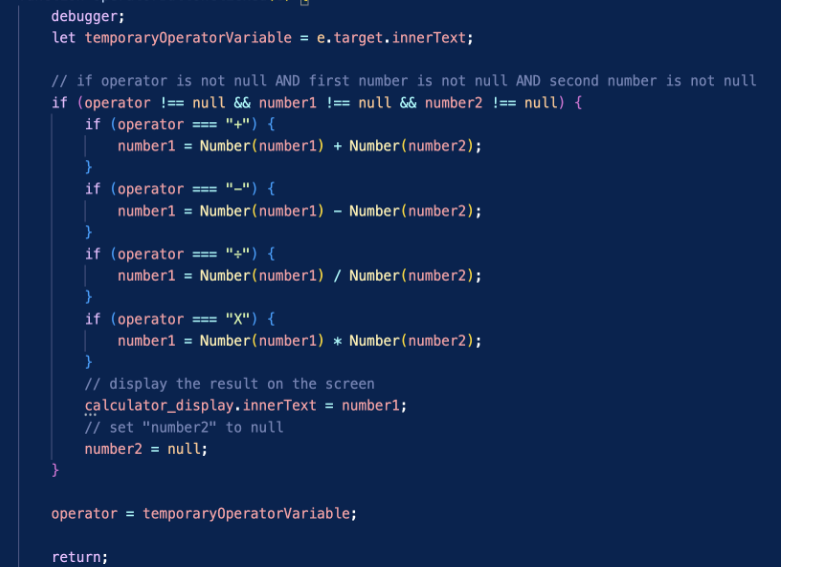 debugger;
let temporaryOperatorVariable = e.target.innerText;
// if operator is not null AND first number is not null AND second number is not null
if (operator !== null && number1 !== null && number2 !== null) {
if (operator === "+") {
number1 = Number(number1) + Number(number2);
}
if (operator === "-") {
number1 = Number(number1) - Number(number2);
}
if (operator === "÷") {
number1 = Number(number1) / Number(number2);
}
if (operator === "X") {
number1 = Number(number1) * Number(number2);
}
// display the result on the screen
calculator_display.innerText = number1;
// set "number2" to null
number2 = null;
}
operator = temporaryOperatorVariable;
return;